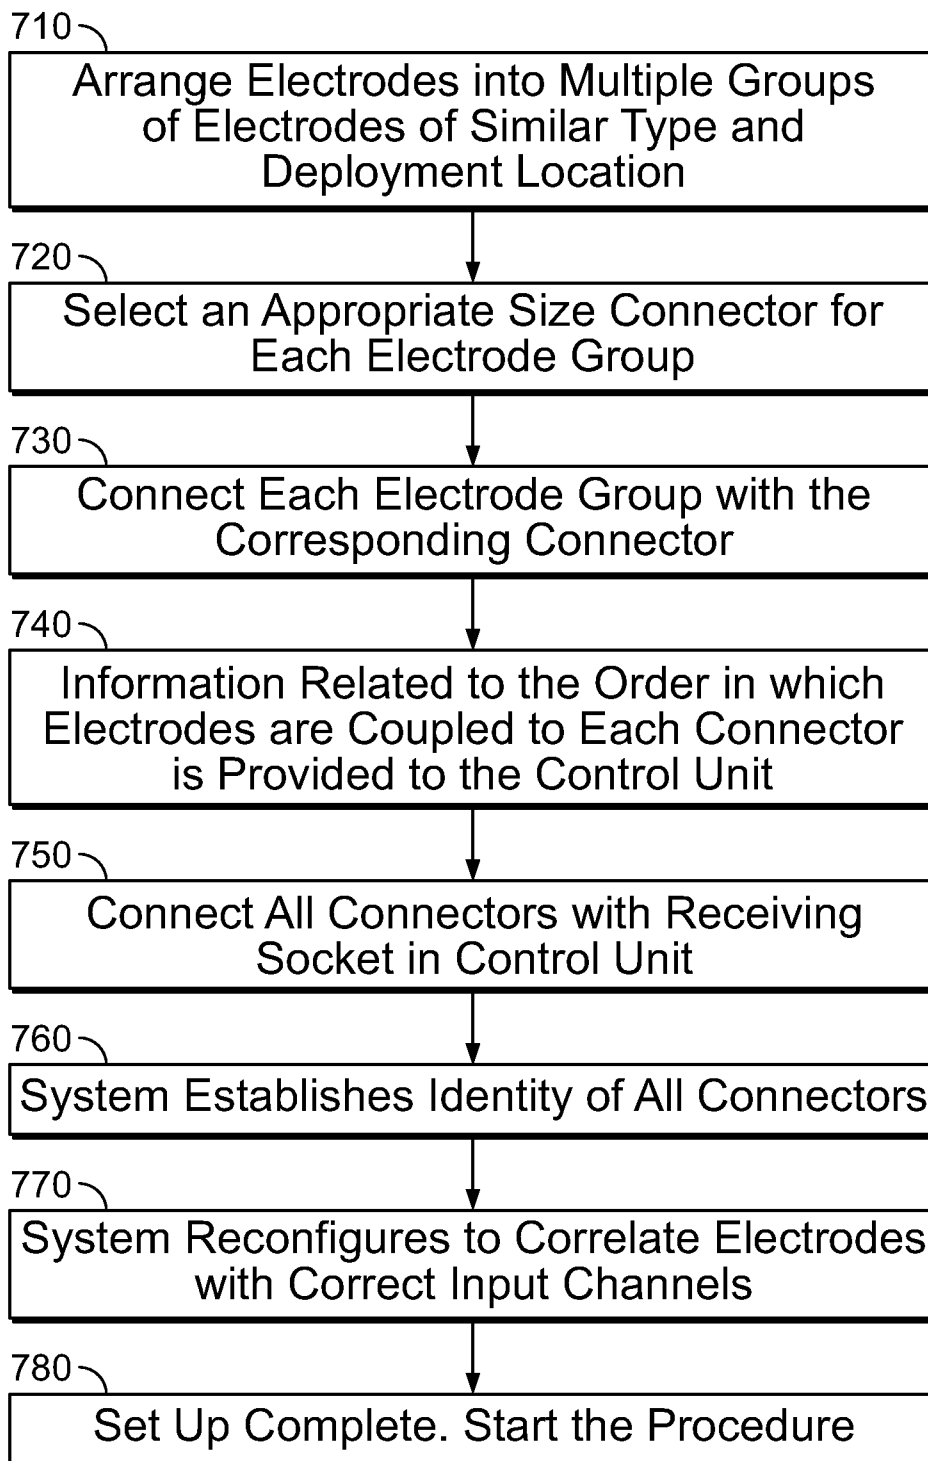 710
Arrange Electrodes into Multiple Groups
of Electrodes of Similar Type and
Deployment Location
720
Select an Appropriate Size Connector for
Each Electrode Group
730
Connect Each Electrode Group with the
Corresponding Connector
740
Information Related to the Order in which
Electrodes are Coupled to Each Connector
is Provided to the Control Unit
750
Connect All Connectors with Receiving
Socket in Control Unit
760
System Establishes Identity of All Connectors
770
System Reconfigures to Correlate Electrodes
with Correct Input Channels
780
Set Up Complete. Start the Procedure